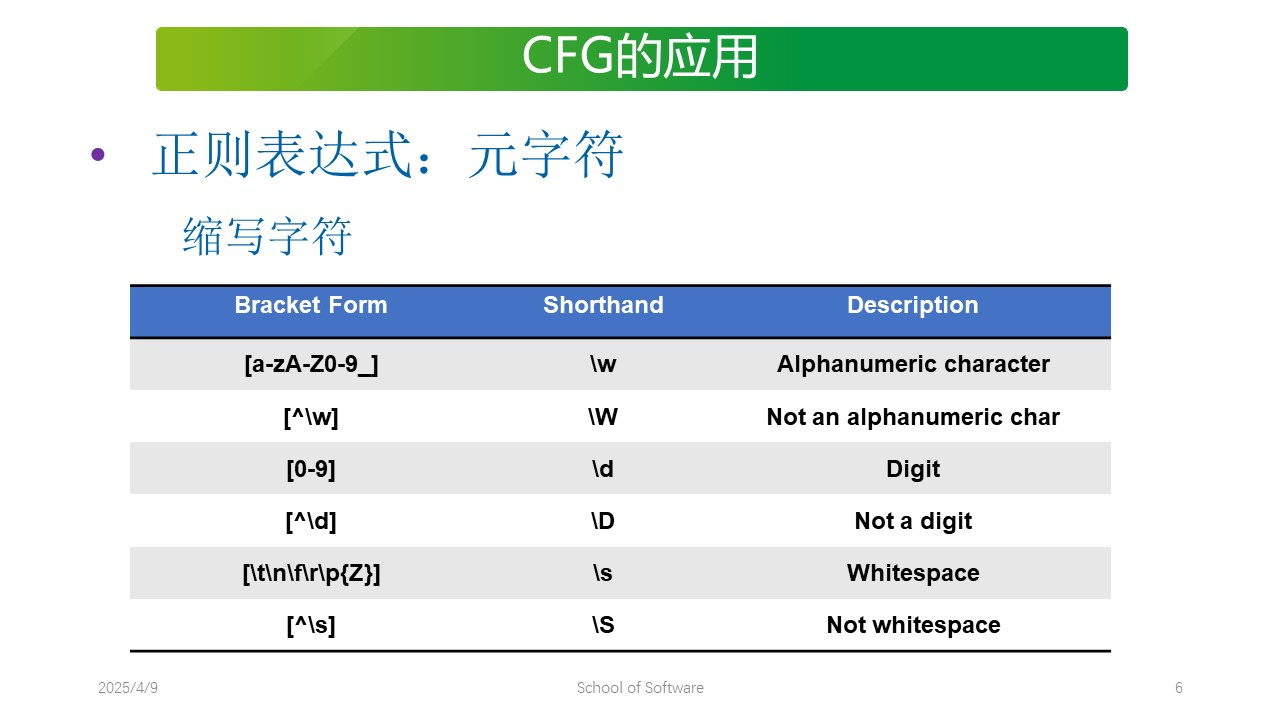 CFG的应用
• 正则表达式：元字符
缩写字符
Bracket Form Shorthand Description
[a-zA-Z0-9_] \w Alphanumeric character
[^\w] \W Not an alphanumeric char
[0-9] \d Digit
[^\d] \D Not a digit
[\t\n\f\r\p{Z}] \s Whitespace
[^\s] \S Not whitespace
2025/4/9 School of Software 6